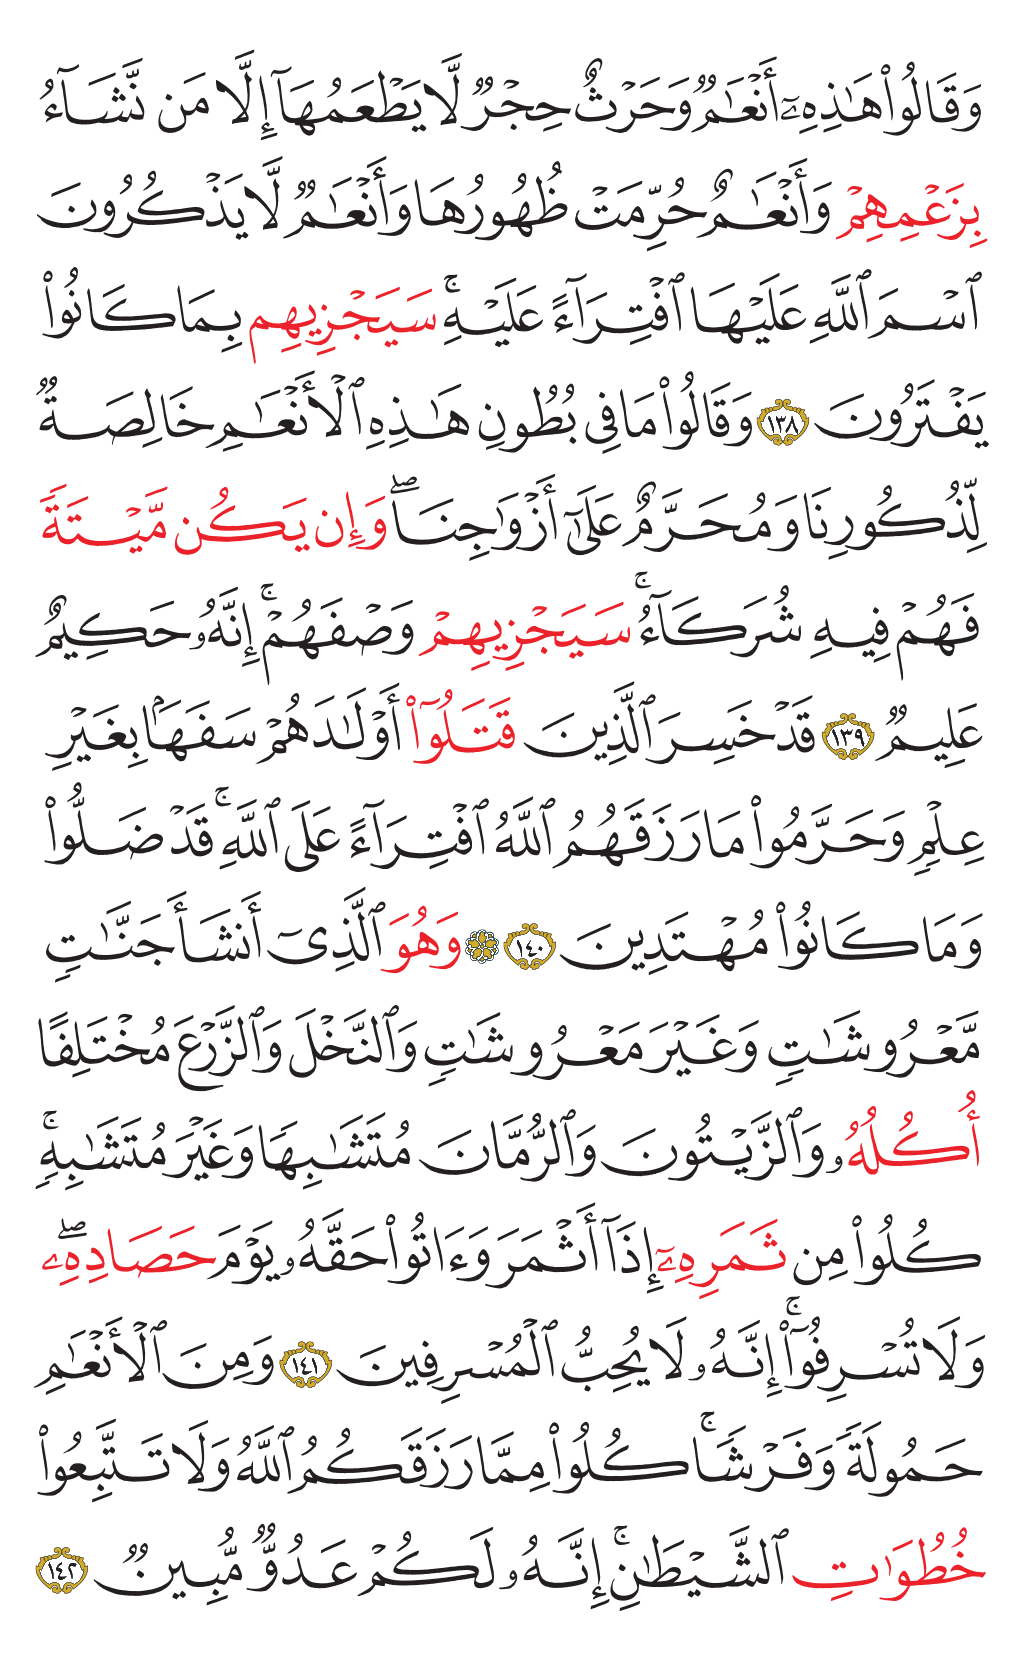 وَقَالُوا۟ هَـٰذِهِۦٓ أَنْعَـٰمٌ وَحَرْثٌ حِجْرٌ لَّا يَطْعَمُهَآ إِلَّا مَن نَّشَآءُ
بِزَعْمِهِمْ وَأَنْعَـٰمٌ حُرِّمَتْ ظُهُورُهَا وَأَنْعَـٰمٌ لَّا يَذْكُرُونَ
ٱسْمَ ٱللَّهِ عَلَيْهَا ٱفْتِرَآءً عَلَيْهِ ۚ سَيَجْزِيهِم بِمَا كَانُوا۟
يَفْتَرُونَ ١٣٨ وَقَالُوا۟ مَا فِى بُطُونِ هَـٰذِهِ ٱلْأَنْعَـٰمِ خَالِصَةٌ
لِّذُكُورِنَا وَمُحَرَّمٌ عَلَىٰٓ أَزْوَٰجِنَا ۖ وَإِن يَكُن مَّيْتَةً
فَهُمْ فِيهِ شُرَكَآءُ ۚ سَيَجْزِيهِمْ وَصْفَهُمْ ۚ إِنَّهُۥ حَكِيمٌ
عَلِيمٌ ١٣٩ قَدْ خَسِرَ ٱلَّذِينَ قَتَلُوٓا۟ أَوْلَـٰدَهُمْ سَفَهًۢا بِغَيْرِ
عِلْمٍ وَحَرَّمُوا۟ مَا رَزَقَهُمُ ٱللَّهُ ٱفْتِرَآءً عَلَى ٱللَّهِ ۚ قَدْ ضَلُّوا۟
وَمَا كَانُوا۟ مُهْتَدِينَ ١٤٠ ۞ وَهُوَ ٱلَّذِىٓ أَنشَأَ جَنَّـٰتٍ
مَّعْرُوشَـٰتٍ وَغَيْرَ مَعْرُوشَـٰتٍ وَٱلنَّخْلَ وَٱلزَّرْعَ مُخْتَلِفًا
أُكُلُهُۥ وَٱلزَّيْتُونَ وَٱلرُّمَّانَ مُتَشَـٰبِهًا وَغَيْرَ مُتَشَـٰبِهٍ ۚ
كُلُوا۟ مِن ثَمَرِهِۦٓ إِذَآ أَثْمَرَ وَءَاتُوا۟ حَقَّهُۥ يَوْمَ حَصَادِهِۦ ۖ
وَلَا تُسْرِفُوٓا۟ ۚ إِنَّهُۥ لَا يُحِبُّ ٱلْمُسْرِفِينَ ١٤١ وَمِنَ ٱلْأَنْعَـٰمِ
حَمُولَةً وَفَرْشًا ۚ كُلُوا۟ مِمَّا رَزَقَكُمُ ٱللَّهُ وَلَا تَتَّبِعُوا۟
خُطُوَٰتِ ٱلشَّيْطَـٰنِ ۚ إِنَّهُۥ لَكُمْ عَدُوٌّ مُّبِينٌ ١٤٢